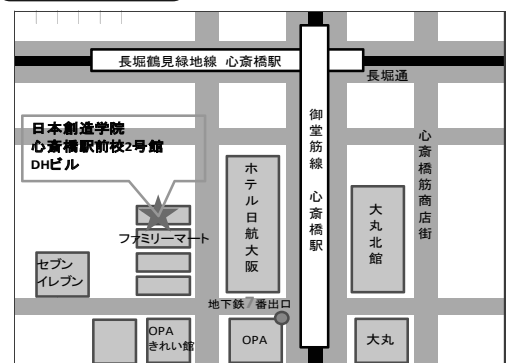 長堀鶴見緑地線 心斎橋駅
長堀通
日本創造学院
心斎橋駅前校2号館
DHビル
御堂筋線 心斎橋駅
心斎橋筋商店街
ホテル日航大阪
大丸北館
ファミリーマート
セブン
イレブン
地下鉄7番出口
OPA
きれい館
OPA
大丸